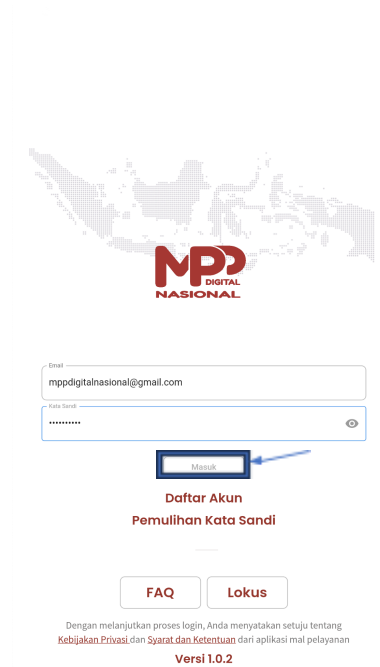 MPP
DIGITAL
NASIONAL
Email
mppdigitalnasional@gmail.com
Kata Sandi
••••••••••
Masuk
Daftar Akun
Pemulihan Kata Sandi
FAQ
Lokus
Dengan melanjutkan proses login, Anda menyatakan setuju tentang
Kebijakan Privasi dan Syarat dan Ketentuan dari aplikasi mal pelayanan
Versi 1.0.2